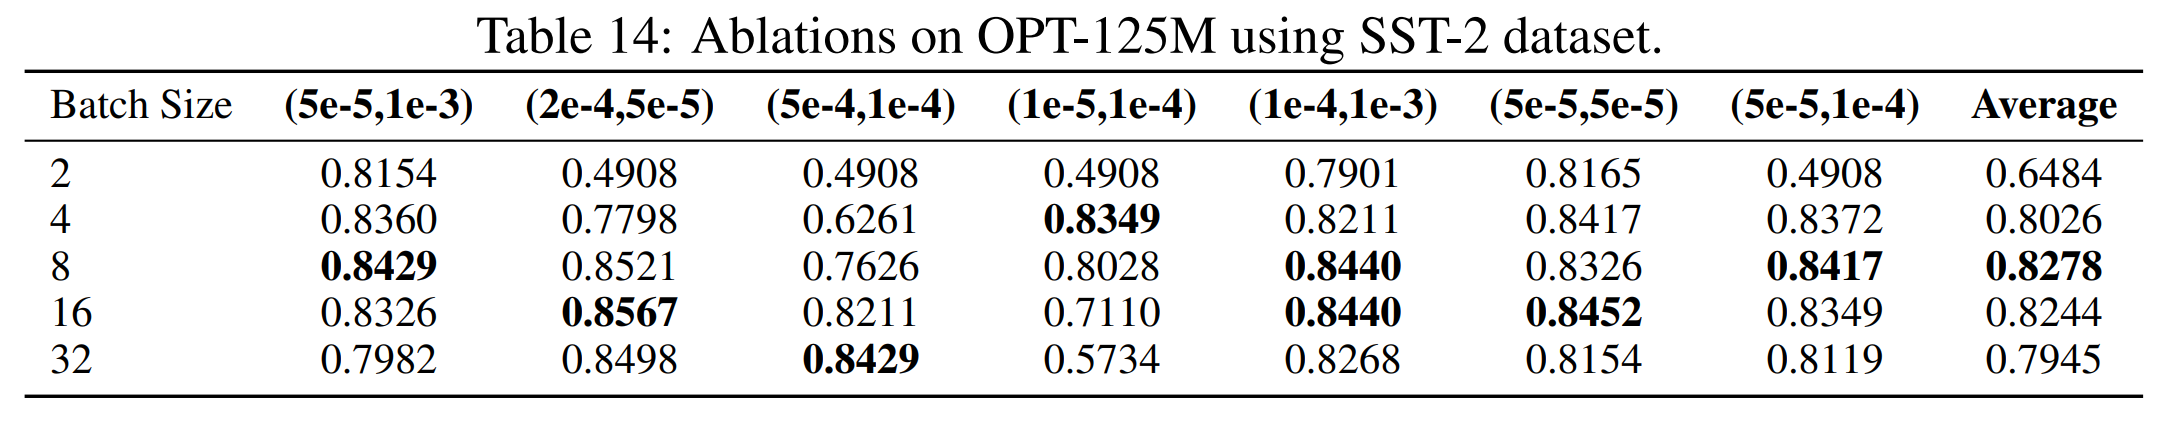 Table 14: Ablations on OPT-125M using SST-2 dataset.
Batch Size (5e-5,1e-3) (2e-4,5e-5) (5e-4,1e-4) (1e-5,1e-4) (1e-4,1e-3) (5e-5,5e-5) (5e-5,1e-4) Average
2 0.8154 0.4908 0.4908 0.4908 0.7901 0.8165 0.4908 0.6484
4 0.8360 0.7798 0.6261 0.8349 0.8211 0.8417 0.8372 0.8026
8 0.8429 0.8521 0.7626 0.8028 0.8440 0.8326 0.8417 0.8278
16 0.8326 0.8567 0.8211 0.7110 0.8440 0.8452 0.8349 0.8244
32 0.7982 0.8498 0.8429 0.5734 0.8268 0.8154 0.8119 0.7945